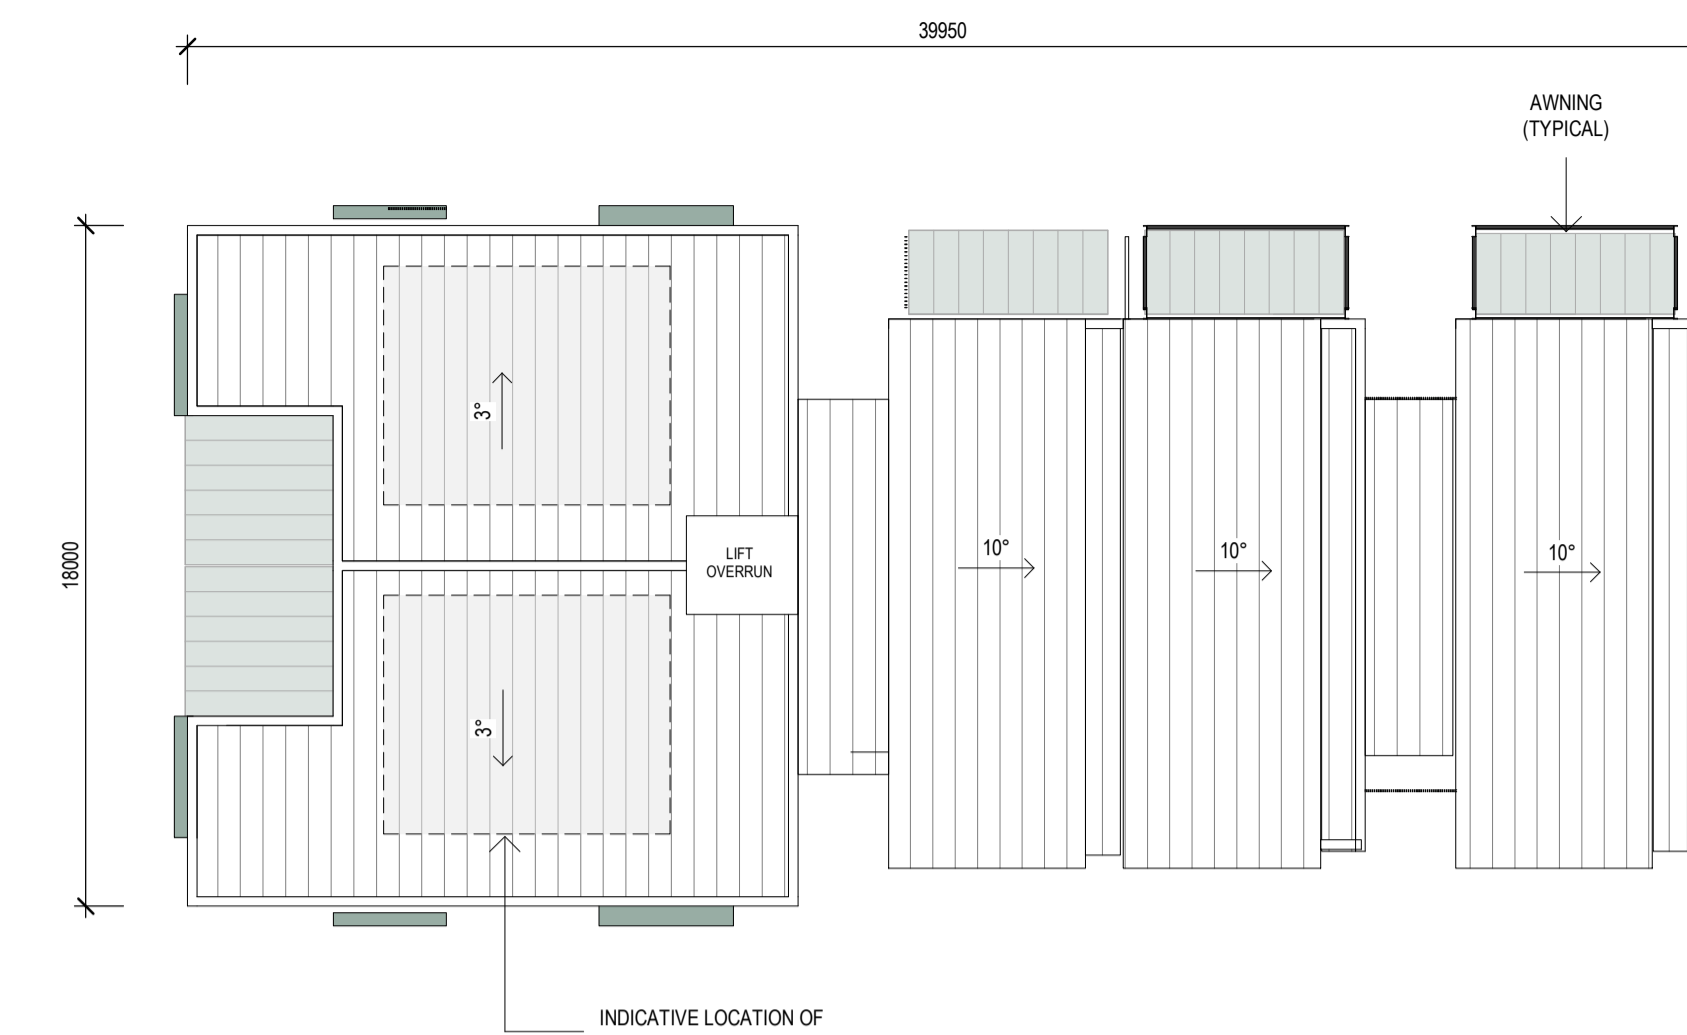 39950
AWNING
(TYPICAL)
3°
LIFT
OVERRUN
10°
10°
10°
18000
3°
INDICATIVE LOCATION OF